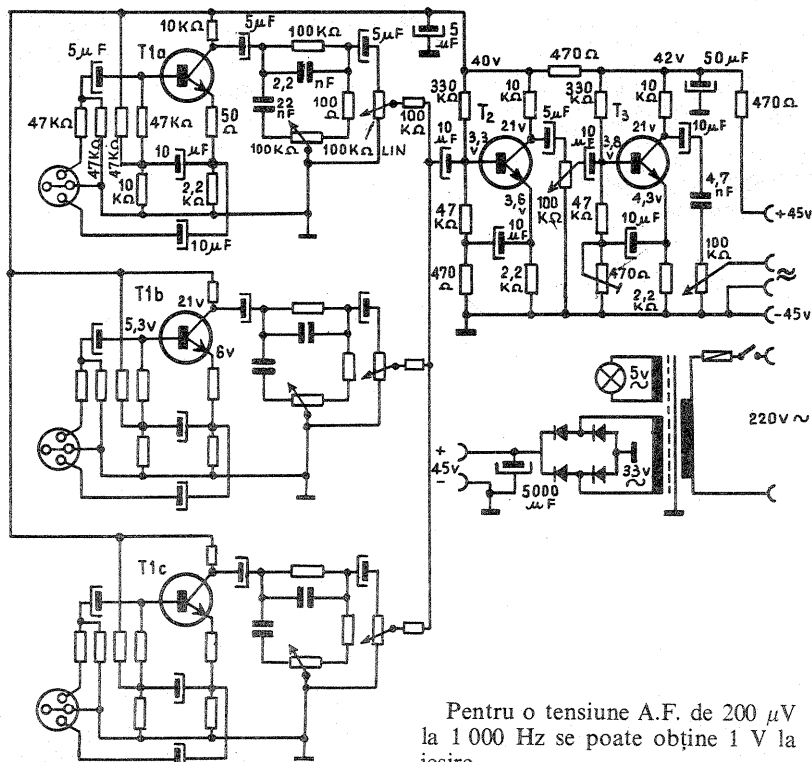 10KΩ
5μF
100KΩ
5μF
5 μF
5μF
T1a
2,2 nF
22 nF
100 Ω
47KΩ
47KΩ
47KΩ
47KΩ
50 Ω
100KΩ
100KΩ LIN
100 KΩ
10 μF
10 KΩ
2,2 KΩ
10μF
40v
470Ω
42v
50μF
330 KΩ
10 KΩ
330 KΩ
10 KΩ
470Ω
T2
T3
21v
5μF
21v
10μF
10 μF
3,3 v
10 μF
3,8 v
3,6 v
4,3v
4,7 nF
100 KΩ
47 KΩ
10 μF
47 KΩ
10μF
100 KΩ
+45v
470 Ω
2,2 KΩ
470Ω
2,2 KΩ
≈
-45v
T1b
21v
5,3v
6v
5v ~
220v ~
+
45v
-
5000 μF
33v ~
T1c
Pentru o tensiune A.F. de 200 μV
la 1 000 Hz se poate obține 1 V la